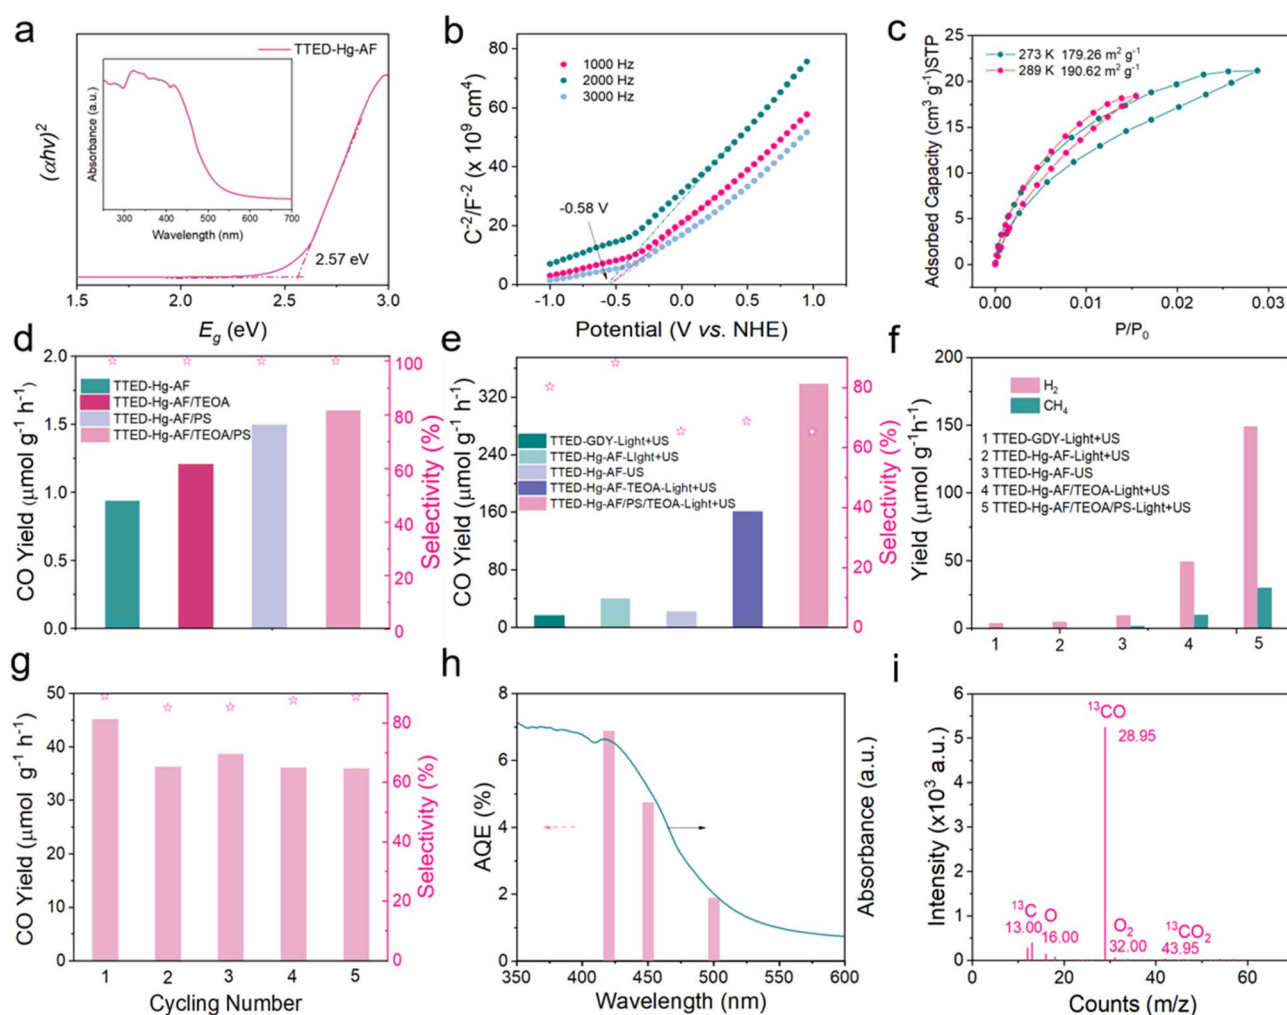 a
TTED-Hg-AF
(αhν)²
Absorbance (a.u.)
300 400 500 600 700
Wavelength (nm)
2.57 eV
1.5 2.0 2.5 3.0
E_g (eV)
b
1000 Hz
2000 Hz
3000 Hz
C⁻²/F⁻² (x 10⁹ cm⁴)
80
60
40
20
0
-0.58 V
-1.0 -0.5 0.0 0.5 1.0
Potential (V vs. NHE)
c
273 K 179.26 m² g⁻¹
289 K 190.62 m² g⁻¹
Adsorbed Capacity (cm³ g⁻¹)STP
25
20
15
10
5
0
0.00 0.01 0.02 0.03
P/P₀
d
TTED-Hg-AF
TTED-Hg-AF/TEOA
TTED-Hg-AF/PS
TTED-Hg-AF/TEOA/PS
CO Yield (μmol g⁻¹ h⁻¹)
2.0
1.5
1.0
0.5
0.0
Selectivity (%)
100
80
60
40
20
0
e
TTED-GDY-Light+US
TTED-Hg-AF-LIght+US
TTED-Hg-AF-US
TTED-Hg-AF-TEOA-Light+US
TTED-Hg-AF/PS/TEOA-Light+US
CO Yield (μmol g⁻¹ h⁻¹)
320
240
160
80
0
Selectivity (%)
80
60
40
20
0
f
H₂
CH₄
1 TTED-GDY-Light+US
2 TTED-Hg-AF-Light+US
3 TTED-Hg-AF-US
4 TTED-Hg-AF/TEOA-Light+US
5 TTED-Hg-AF/TEOA/PS-Light+US
Yield (μmol g⁻¹h⁻¹)
200
150
100
50
0
1 2 3 4 5
g
CO Yield (μmol g⁻¹ h⁻¹)
50
40
30
20
10
0
Selectivity (%)
80
60
40
20
0
1 2 3 4 5
Cycling Number
h
AQE (%)
8
6
4
2
0
Absorbance (a.u.)
350 400 450 500 550 600
Wavelength (nm)
i
Intensity (x10³ a.u.)
6
5
4
3
2
1
0
¹³CO
28.95
¹³C
13.00
O
16.00
O₂
32.00
¹³CO₂
43.95
0 20 40 60
Counts (m/z)